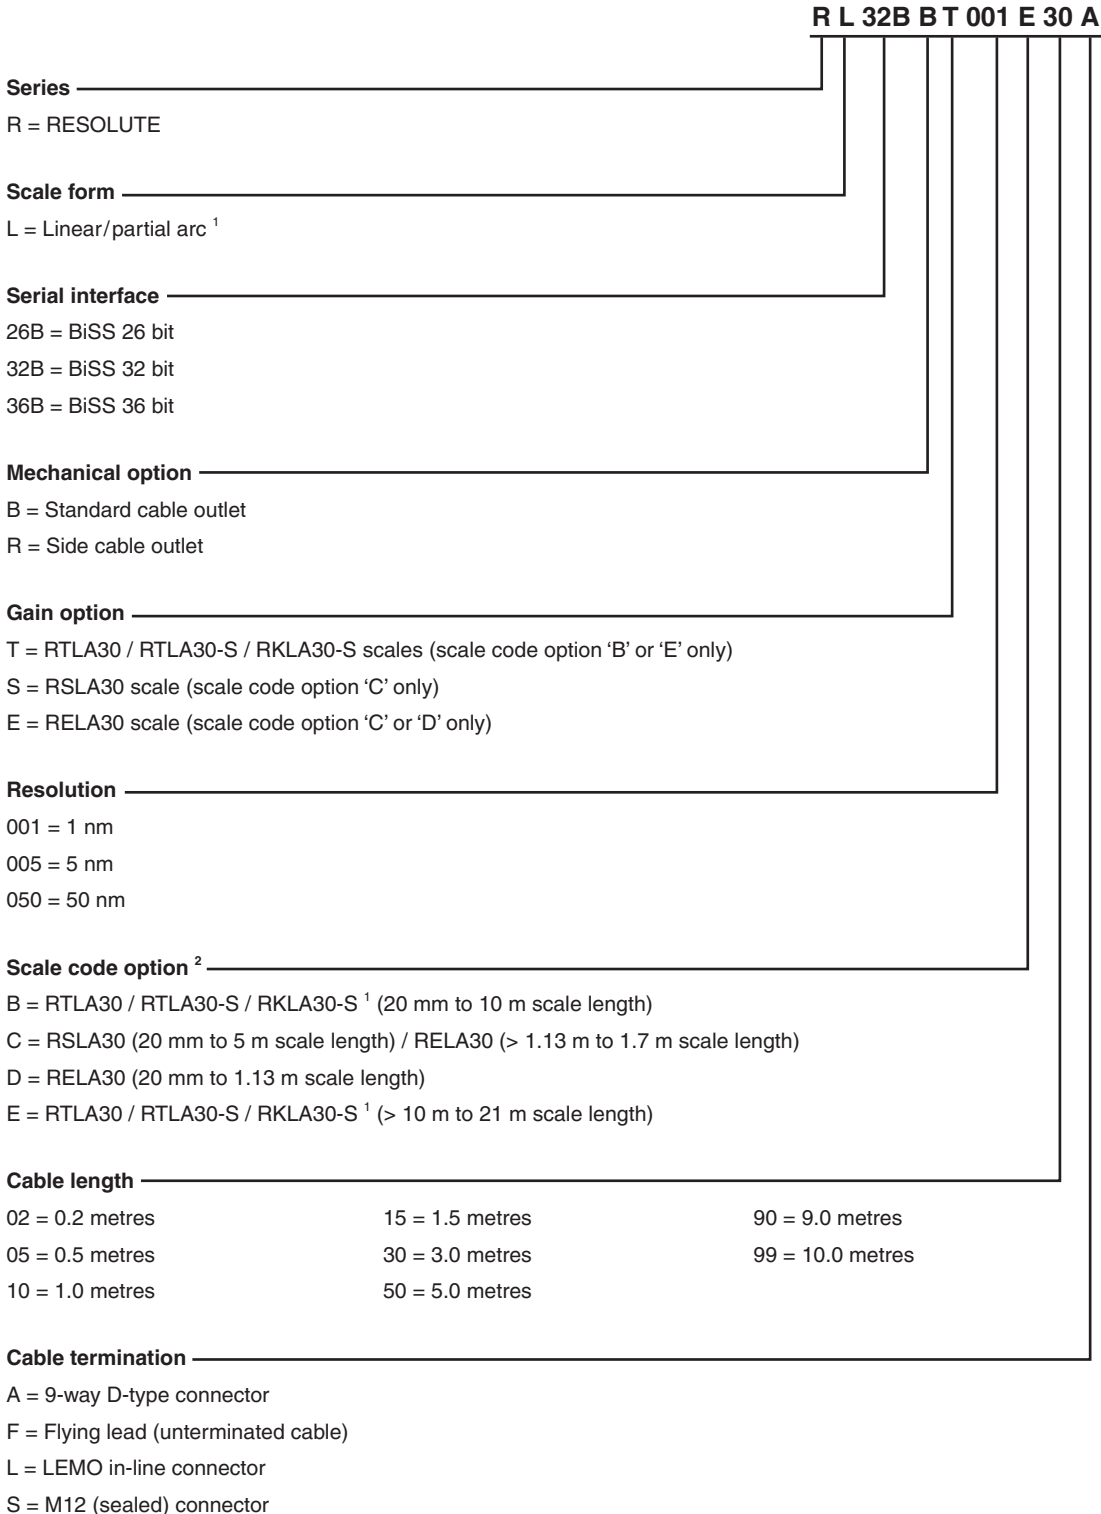 R L 32B B T 001 E 30 A
Series
R = RESOLUTE
Scale form
L = Linear/partial arc ¹
Serial interface
26B = BiSS 26 bit
32B = BiSS 32 bit
36B = BiSS 36 bit
Mechanical option
B = Standard cable outlet
R = Side cable outlet
Gain option
T = RTLA30 / RTLA30-S / RKLA30-S scales (scale code option ‘B’ or ‘E’ only)
S = RSLA30 scale (scale code option ‘C’ only)
E = RELA30 scale (scale code option ‘C’ or ‘D’ only)
Resolution
001 = 1 nm
005 = 5 nm
050 = 50 nm
Scale code option ²
B = RTLA30 / RTLA30-S / RKLA30-S ¹ (20 mm to 10 m scale length)
C = RSLA30 (20 mm to 5 m scale length) / RELA30 (> 1.13 m to 1.7 m scale length)
D = RELA30 (20 mm to 1.13 m scale length)
E = RTLA30 / RTLA30-S / RKLA30-S ¹ (> 10 m to 21 m scale length)
Cable length
02 = 0.2 metres 15 = 1.5 metres 90 = 9.0 metres
05 = 0.5 metres 30 = 3.0 metres 99 = 10.0 metres
10 = 1.0 metres 50 = 5.0 metres
Cable termination
A = 9-way D-type connector
F = Flying lead (unterminated cable)
L = LEMO in-line connector
S = M12 (sealed) connector